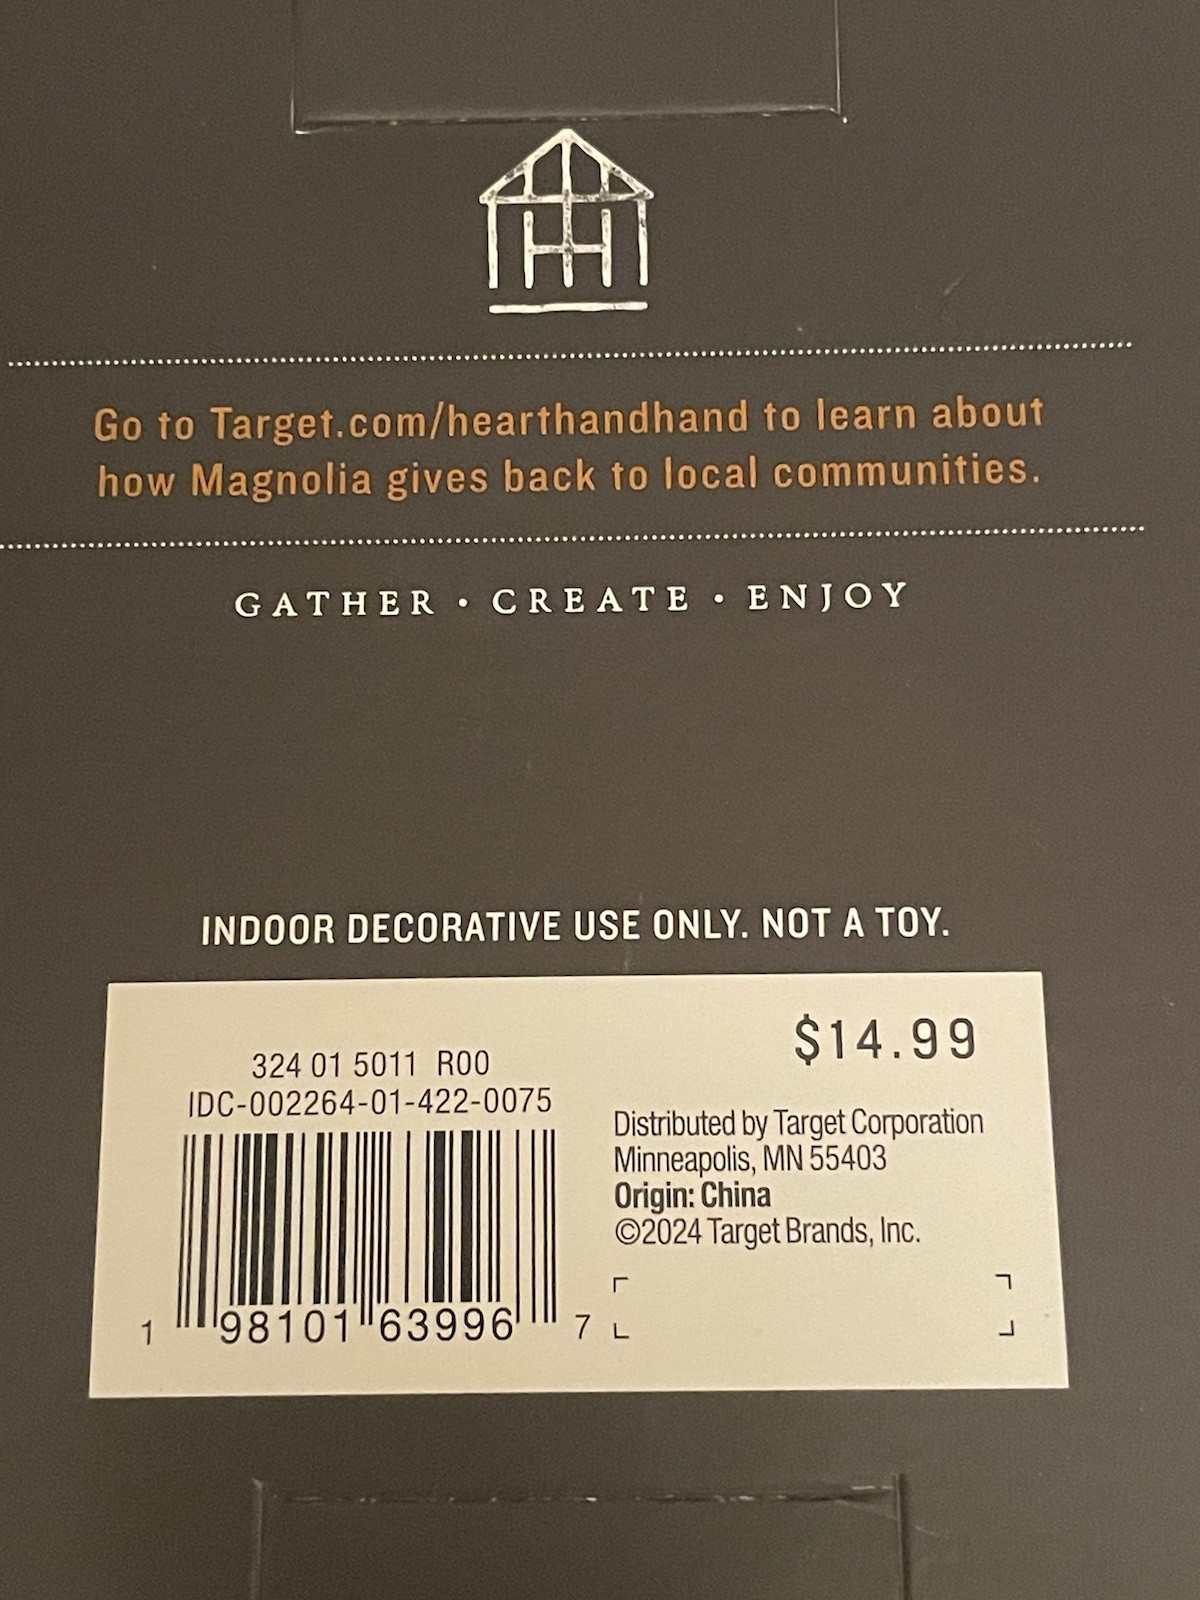 Go to Target.com/hearthandhand to learn about
how Magnolia gives back to local communities.
GATHER • CREATE • ENJOY
INDOOR DECORATIVE USE ONLY. NOT A TOY.
$14.99
324 01 5011 R00
IDC-002264-01-422-0075
1 98101 63996 7
Distributed by Target Corporation
Minneapolis, MN 55403
Origin: China
©2024 Target Brands, Inc.